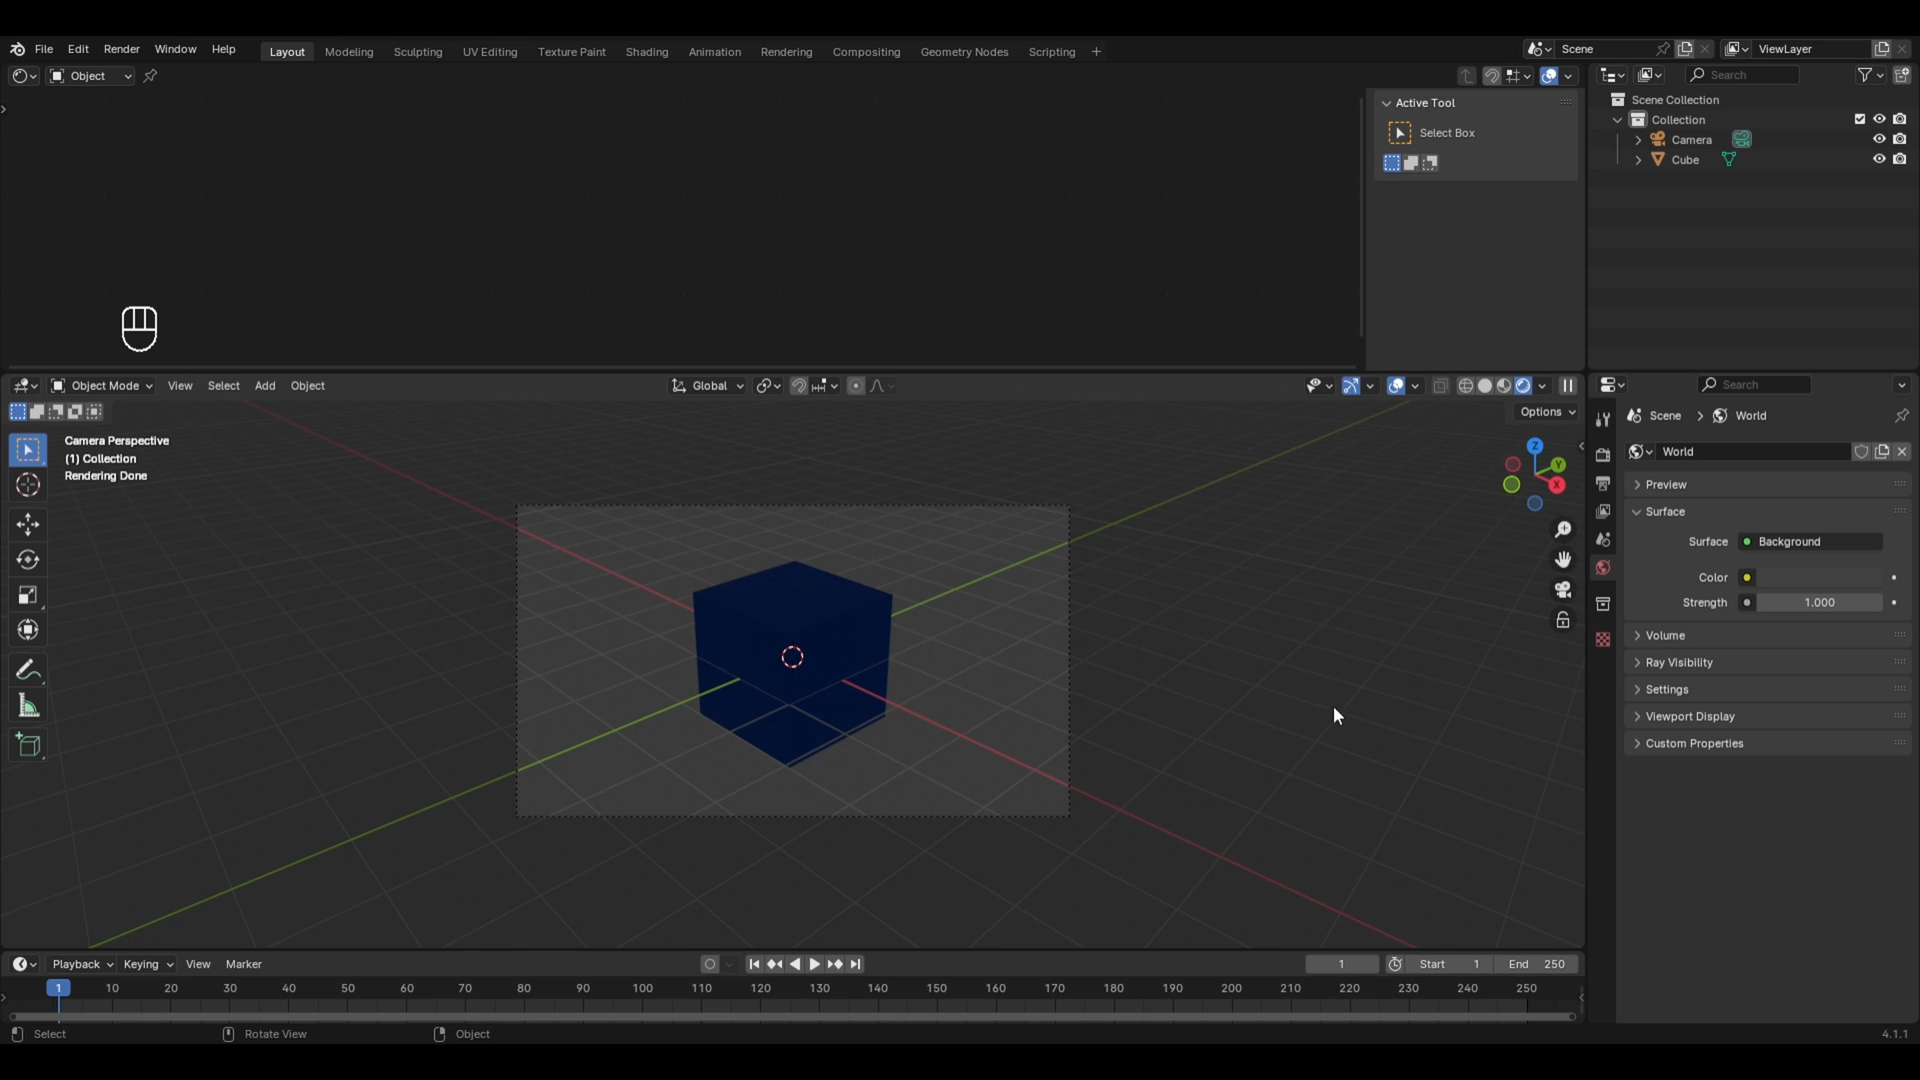 File Edit Render Window Help Layout Modeling Sculpting UV Editing Texture Paint Shading Animation Rendering Compositing Geometry Nodes Scripting + Scene ViewLayer
Object Search
Active Tool
Select Box
Scene Collection
Collection
Camera
Cube
Object Mode View Select Add Object Global Search
Options
Camera Perspective
(1) Collection
Rendering Done
Z
Y
X
Scene > World
World
Preview
Surface
Surface Background
Color
Strength 1.000
Volume
Ray Visibility
Settings
Viewport Display
Custom Properties
Playback Keying View Marker 1 Start 1 End 250
1 10 20 30 40 50 60 70 80 90 100 110 120 130 140 150 160 170 180 190 200 210 220 230 240 250
Select Rotate View Object 4.1.1